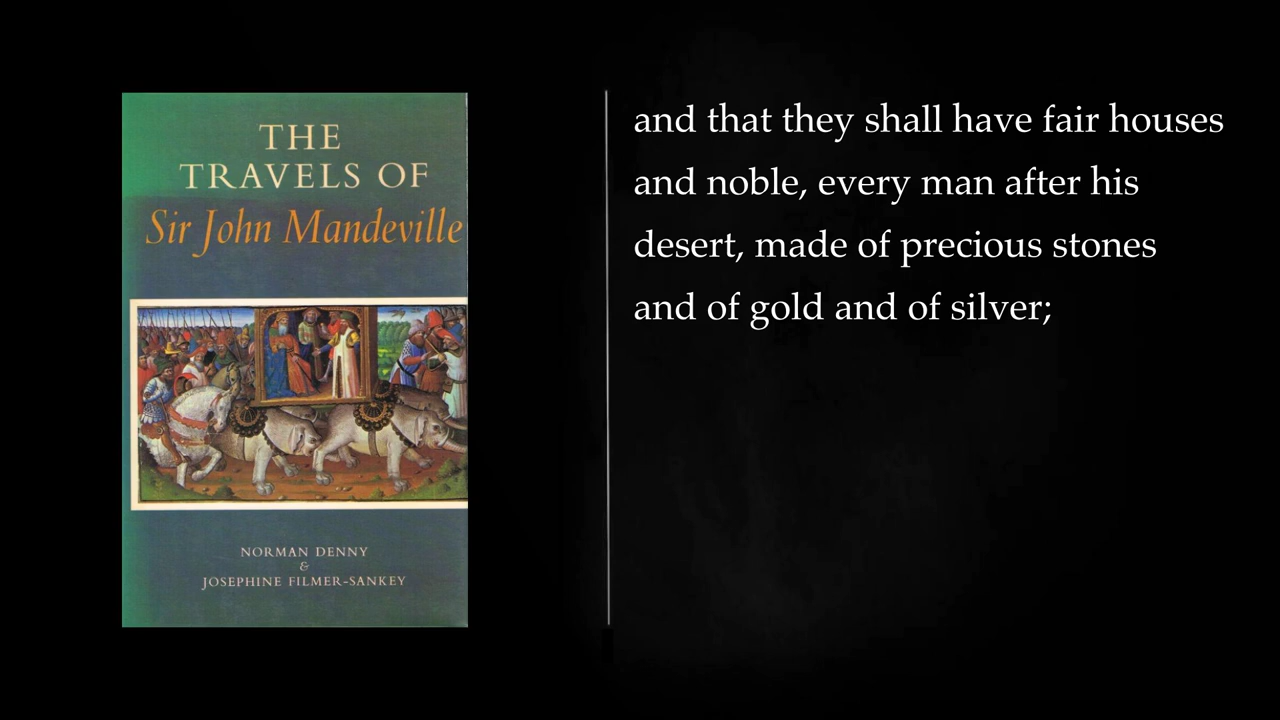 THE
TRAVELS OF
Sir John Mandeville
NORMAN DENNY
&
JOSEPHINE FILMER-SANKEY
and that they shall have fair houses
and noble, every man after his
desert, made of precious stones
and of gold and of silver;